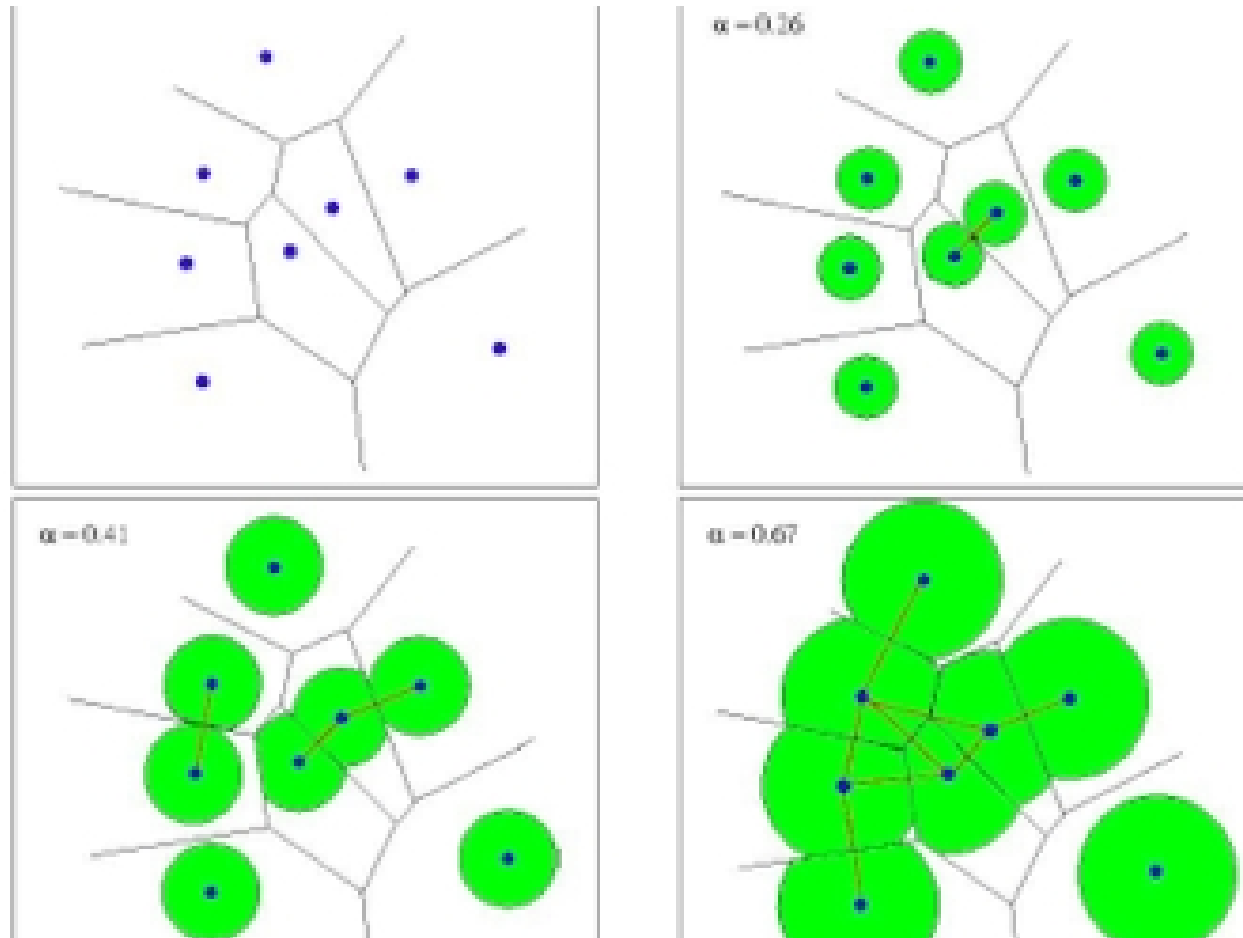 α = 0.26
α = 0.41
α = 0.67